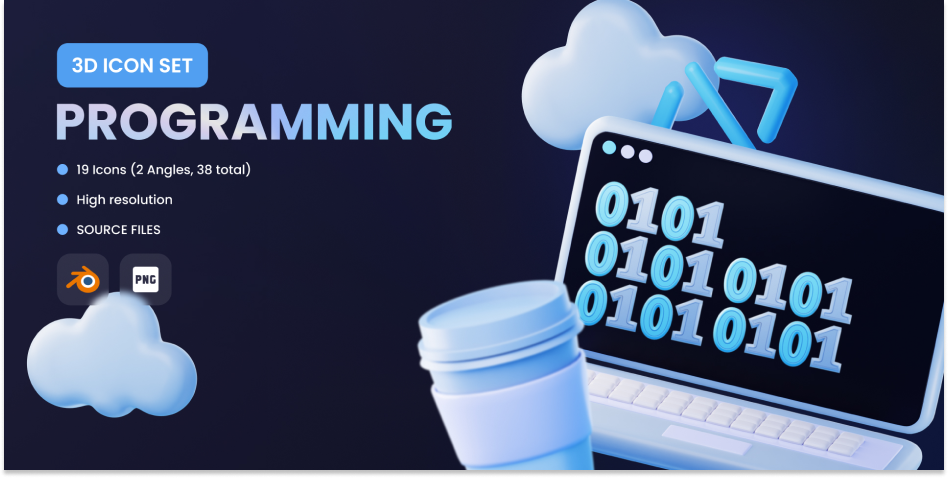 3D ICON SET
PROGRAMMING
19 Icons (2 Angles, 38 total)
High resolution
SOURCE FILES
PNG
0101
0101 0101
0101 0101